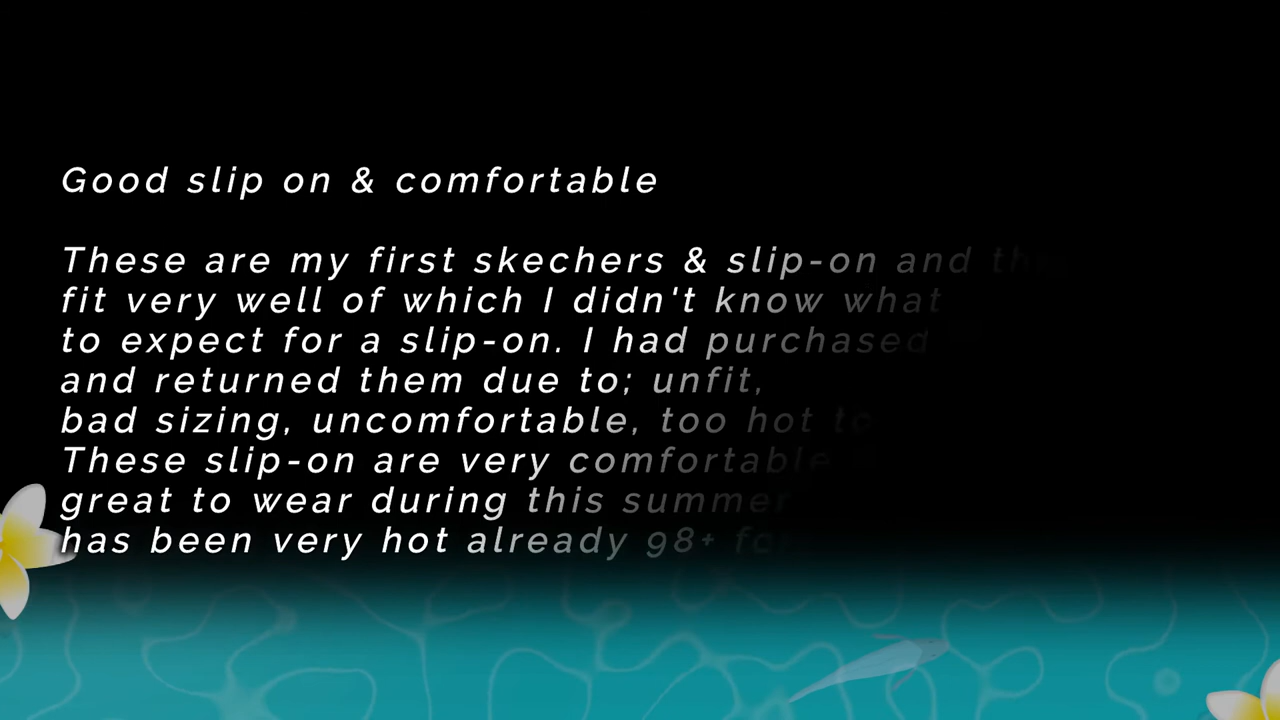 Good slip on & comfortable
These are my first skechers & slip-on and
fit very well of which I didn't know what
to expect for a slip-on. I had purchased
and returned them due to; unfit,
bad sizing, uncomfortable, too hot to
These slip-on are very comfortable
great to wear during this summer
has been very hot already 98+